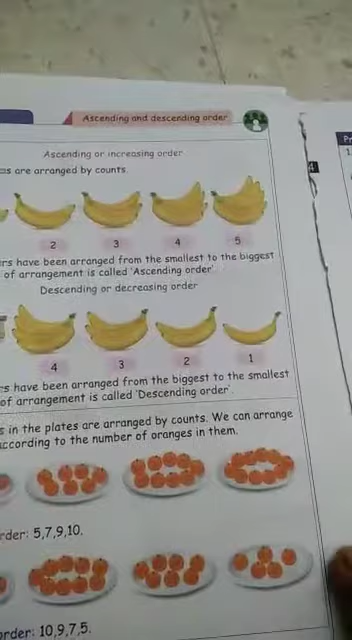 Ascending and descending order
Ascending or increasing order
are arranged by counts.
2 3 4 5
have been arranged from the smallest to the biggest
of arrangement is called 'Ascending order'.
Descending or decreasing order
4 3 2 1
have been arranged from the biggest to the smallest
of arrangement is called 'Descending order'.
in the plates are arranged by counts. We can arrange
according to the number of oranges in them.
rder: 5,7,9,10.
order: 10,9,7,5.